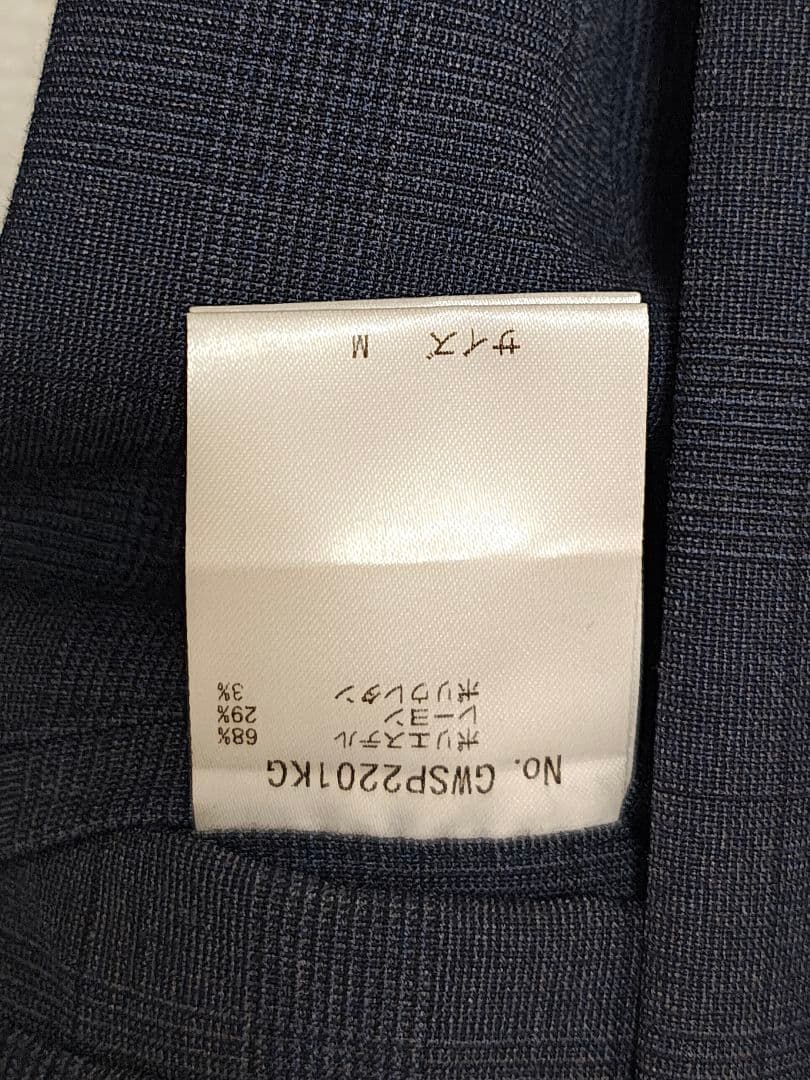 No. GWSP2201KG
ポリエステル 68%
レーヨン 29%
ポリウレタン 3%
サイズ M